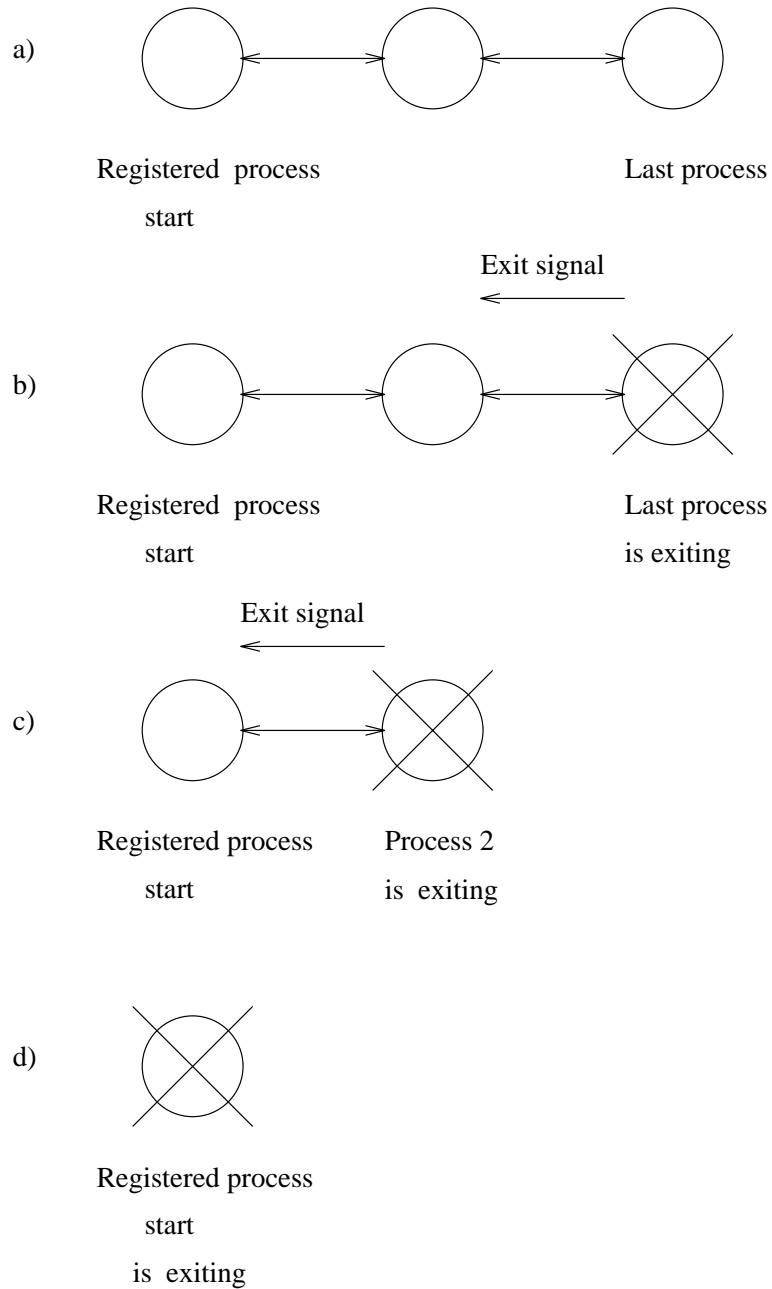 a)
Registered process
start
Last process
Exit signal
b)
Registered process
start
Last process
is exiting
Exit signal
c)
Registered process
start
Process 2
is exiting
d)
Registered process
start
is exiting